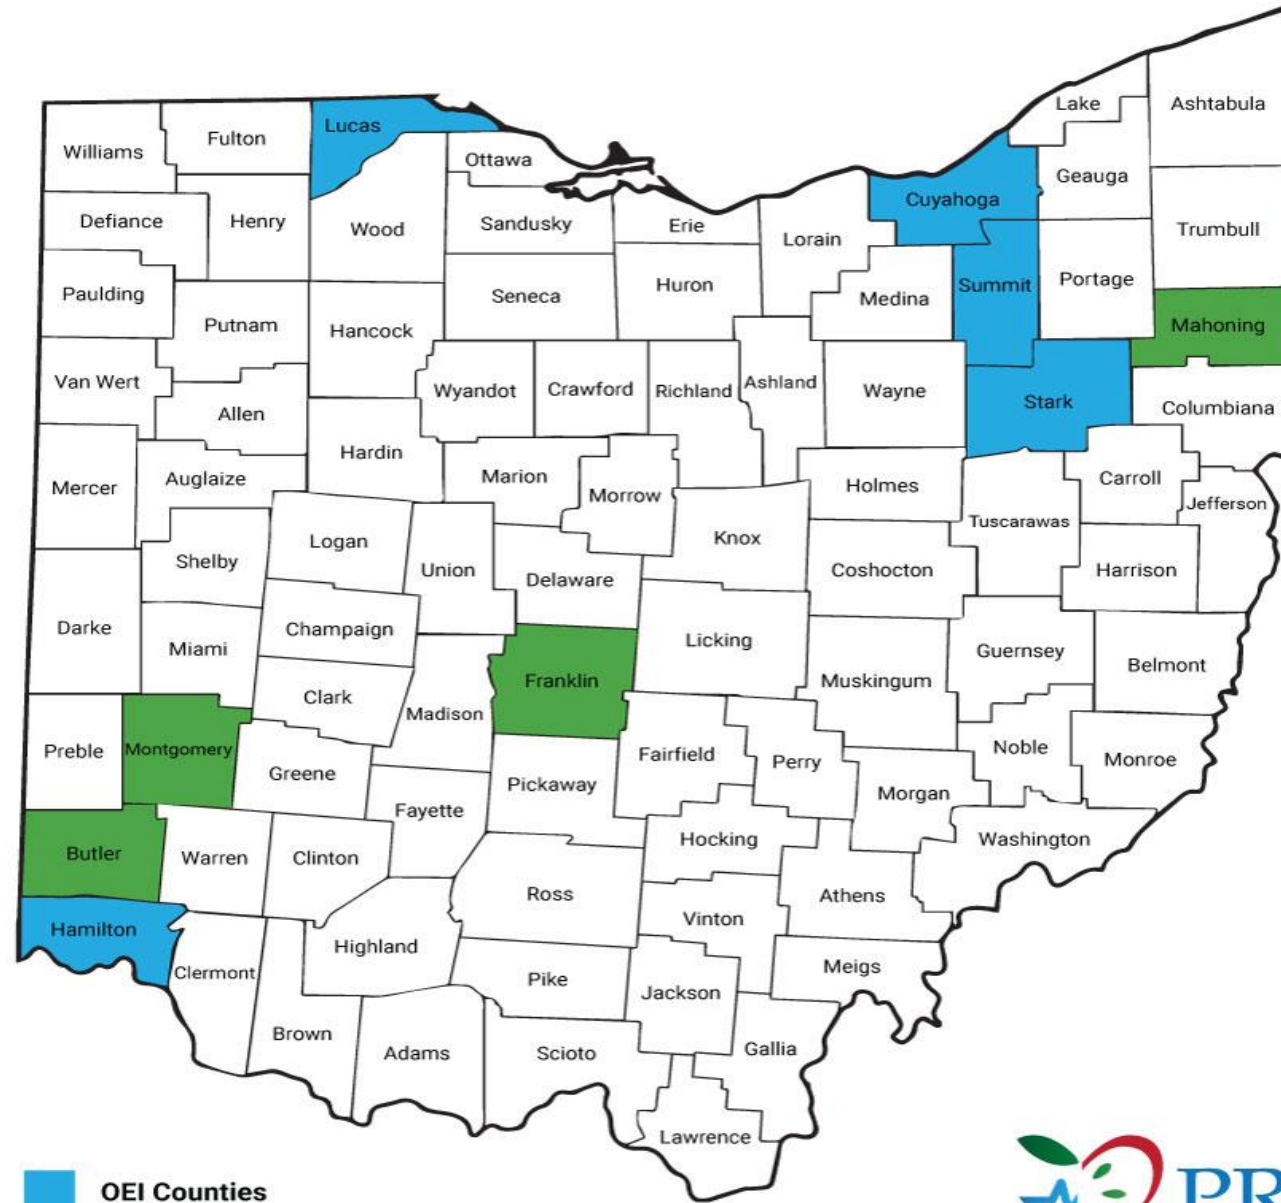 Lake
Ashtabula
Lucas
Fulton
Williams
Ottawa
Geauga
Cuyahoga
Defiance
Henry
Wood
Sandusky
Erie
Lorain
Trumbull
Paulding
Putnam
Hancock
Seneca
Huron
Medina
Summit
Portage
Mahoning
Van Wert
Allen
Wyandot
Crawford
Richland
Ashland
Wayne
Stark
Columbiana
Mercer
Auglaize
Hardin
Marion
Morrow
Holmes
Carroll
Jefferson
Tuscarawas
Shelby
Logan
Union
Delaware
Knox
Coshocton
Harrison
Darke
Miami
Champaign
Franklin
Licking
Muskingum
Guernsey
Belmont
Clark
Madison
Preble
Montgomery
Greene
Fairfield
Perry
Noble
Monroe
Fayette
Pickaway
Morgan
Butler
Warren
Clinton
Hocking
Washington
Ross
Athens
Hamilton
Highland
Vinton
Clermont
Pike
Jackson
Meigs
Brown
Adams
Scioto
Gallia
Lawrence
OEI Counties